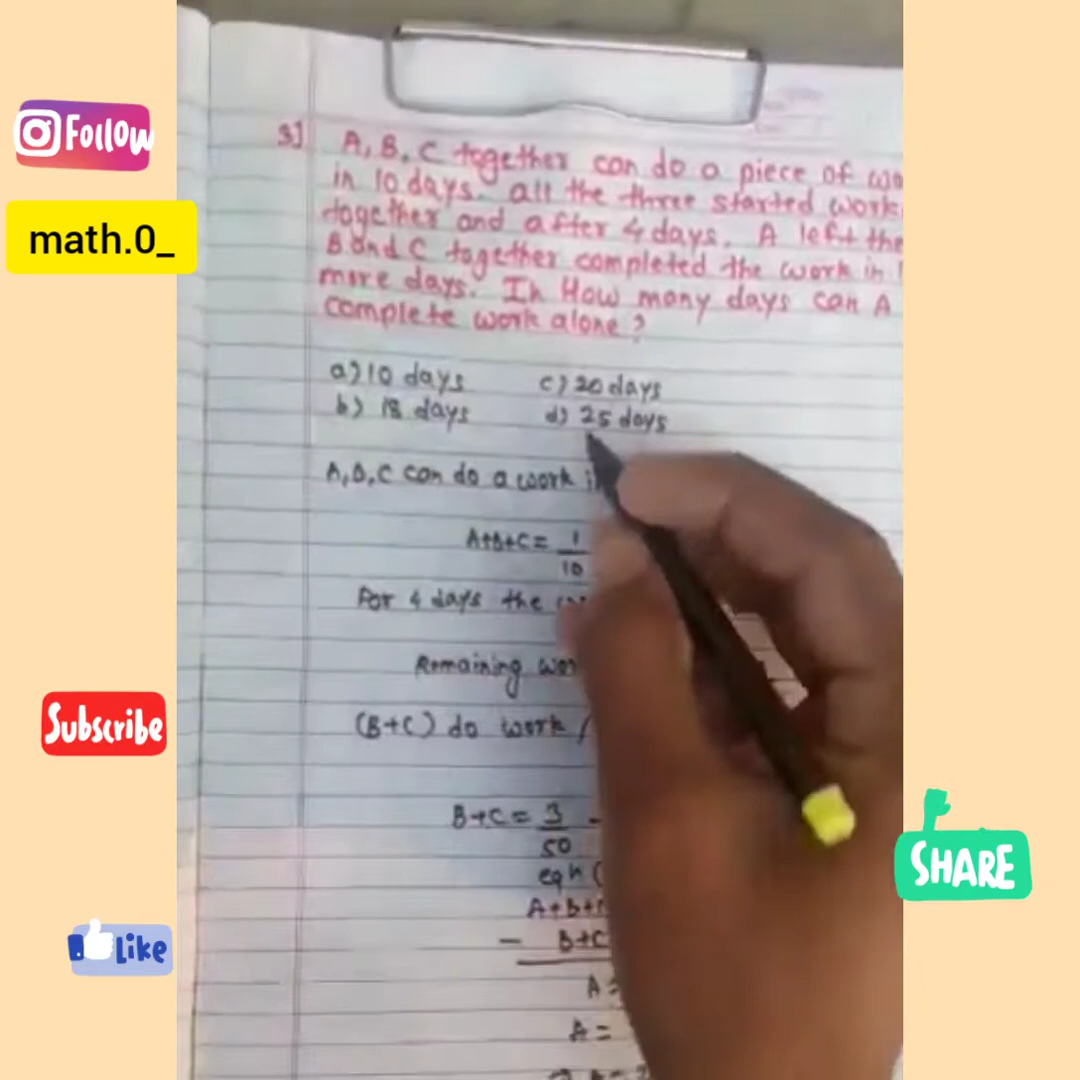 Follow
math.0_
3] A, B, C together can do a piece of
in 10 days. all the three started work
together and after 4 days. A left the
B and C together completed the work in
more days. In How many days can A
complete work alone?
a) 10 days c) 20 days
b) 18 days d) 25 days
A,B,C can do a work
A+B+C = 1
10
For 4 days the
Remaining
(B+C) do work
B+C = 3
50
eqn (
A+B+
- B+C
A =
A =
Subscribe
Like
SHARE